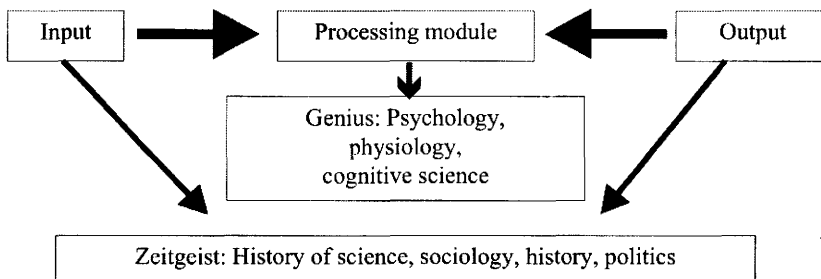 Input
Processing module
Output
Genius: Psychology,
physiology,
cognitive science
Zeitgeist: History of science, sociology, history, politics